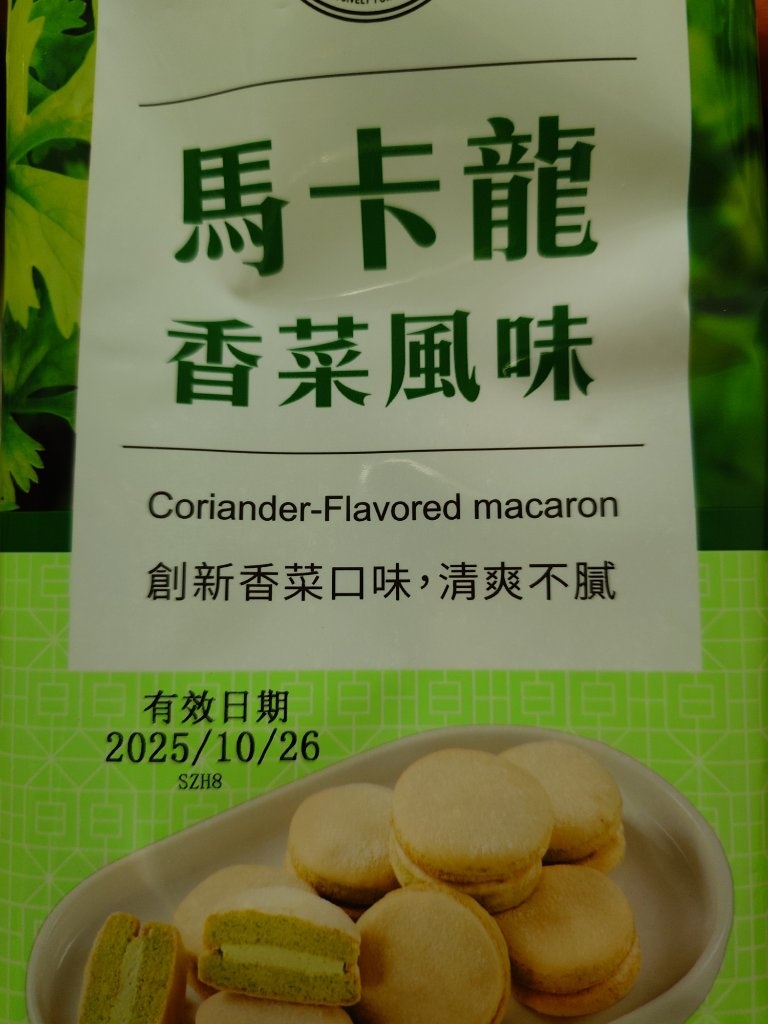 馬卡龍
香菜風味
Coriander-Flavored macaron
創新香菜口味,清爽不膩
有效日期
2025/10/26
SZH8